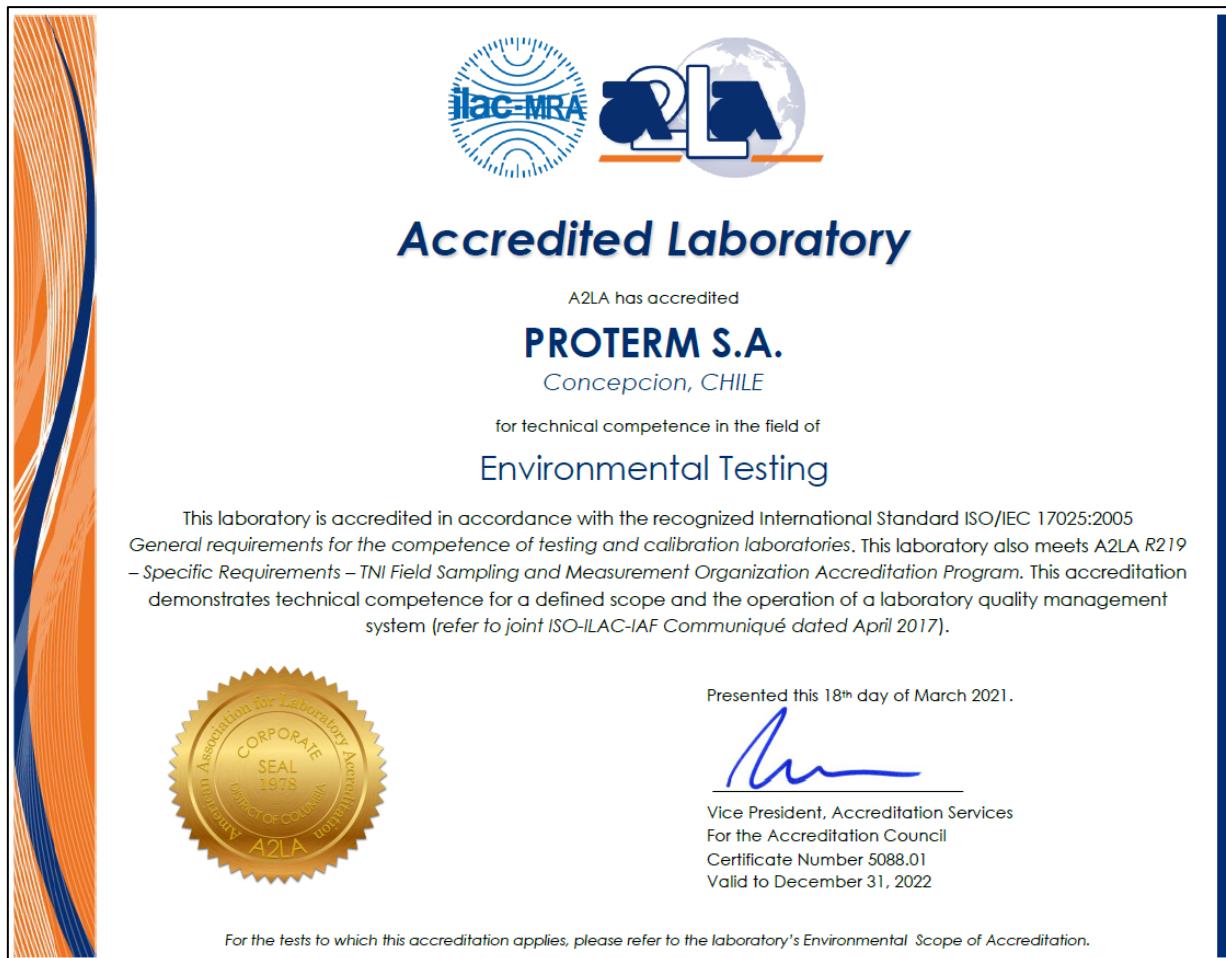 ilac-MRA
a2La
Accredited Laboratory
A2LA has accredited
PROTERM S.A.
Concepcion, CHILE
for technical competence in the field of
Environmental Testing
This laboratory is accredited in accordance with the recognized International Standard ISO/IEC 17025:2005
General requirements for the competence of testing and calibration laboratories. This laboratory also meets A2LA R219
– Specific Requirements – TNI Field Sampling and Measurement Organization Accreditation Program. This accreditation
demonstrates technical competence for a defined scope and the operation of a laboratory quality management
system (refer to joint ISO-ILAC-IAF Communiqué dated April 2017).
American Association for Laboratory Accreditation
CORPORATE
SEAL
1978
DISTRICT OF COLUMBIA
A2LA
Presented this 18th day of March 2021.
Vice President, Accreditation Services
For the Accreditation Council
Certificate Number 5088.01
Valid to December 31, 2022
For the tests to which this accreditation applies, please refer to the laboratory's Environmental Scope of Accreditation.